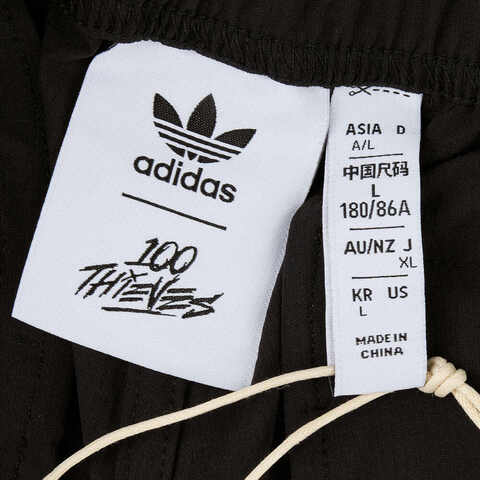 adidas
100
THIEVES
ASIA D
A/L
中国尺码
L
180/86A
AU/NZ J
XL
KR US
L
MADE IN
CHINA